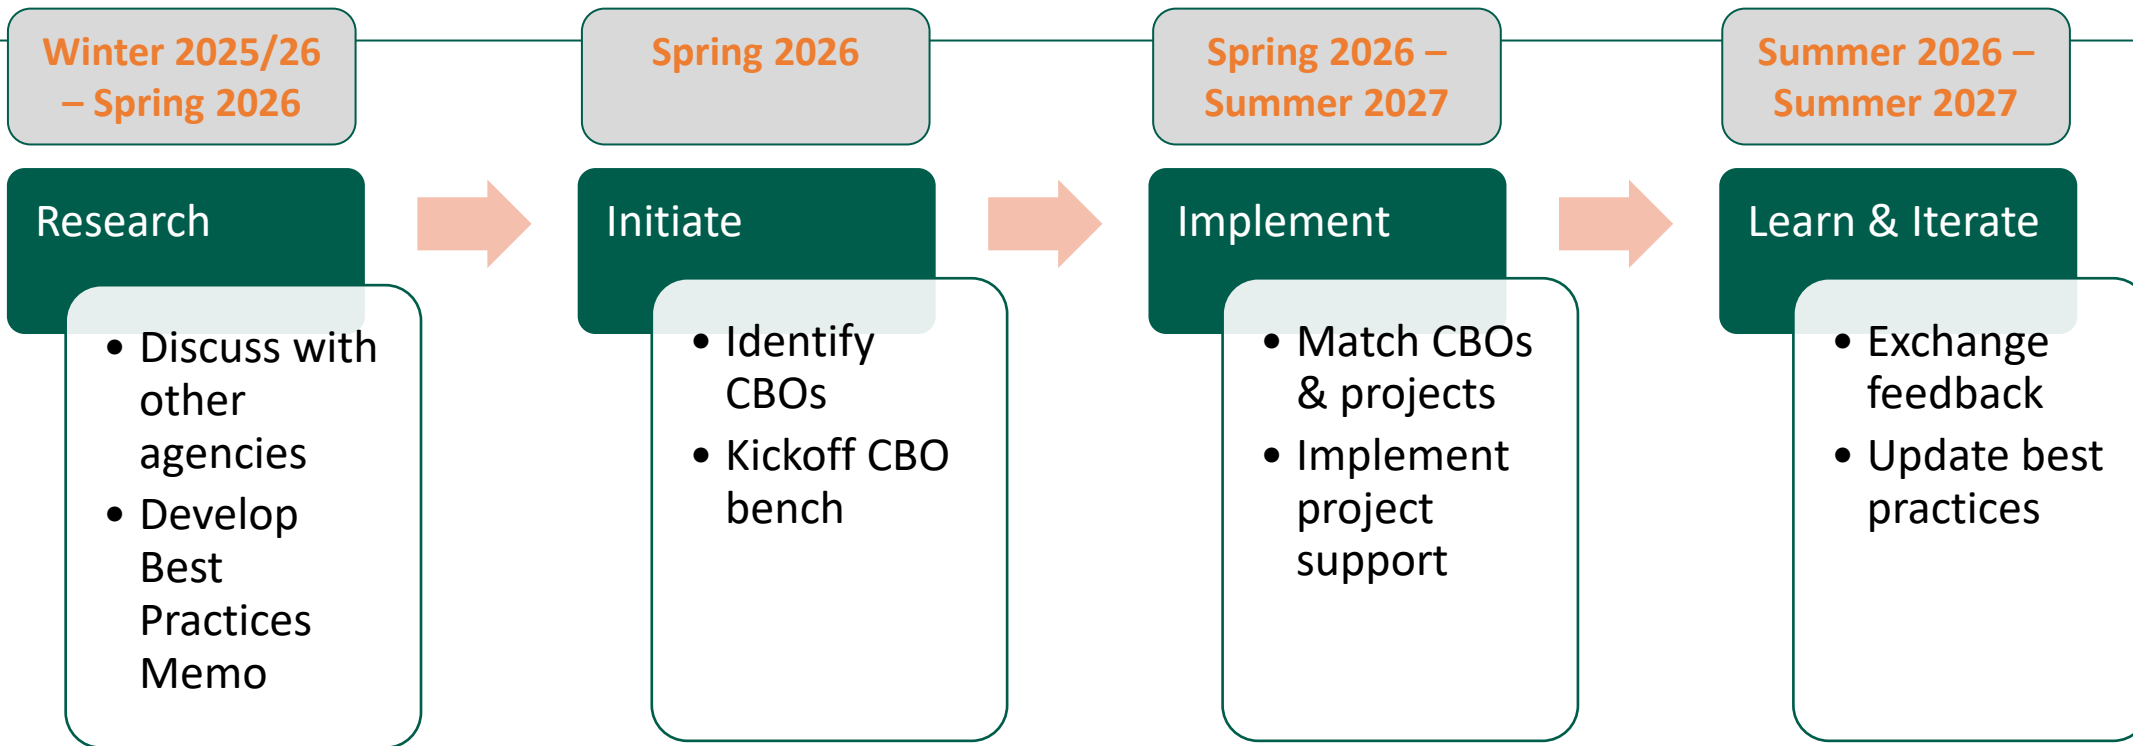 Winter 2025/26
– Spring 2026
Spring 2026
Spring 2026 –
Summer 2027
Summer 2026 –
Summer 2027
Research
Initiate
Implement
Learn & Iterate
• Discuss with
other
agencies
• Develop
Best
Practices
Memo
• Identify
CBOs
• Kickoff CBO
bench
• Match CBOs
& projects
• Implement
project
support
• Exchange
feedback
• Update best
practices